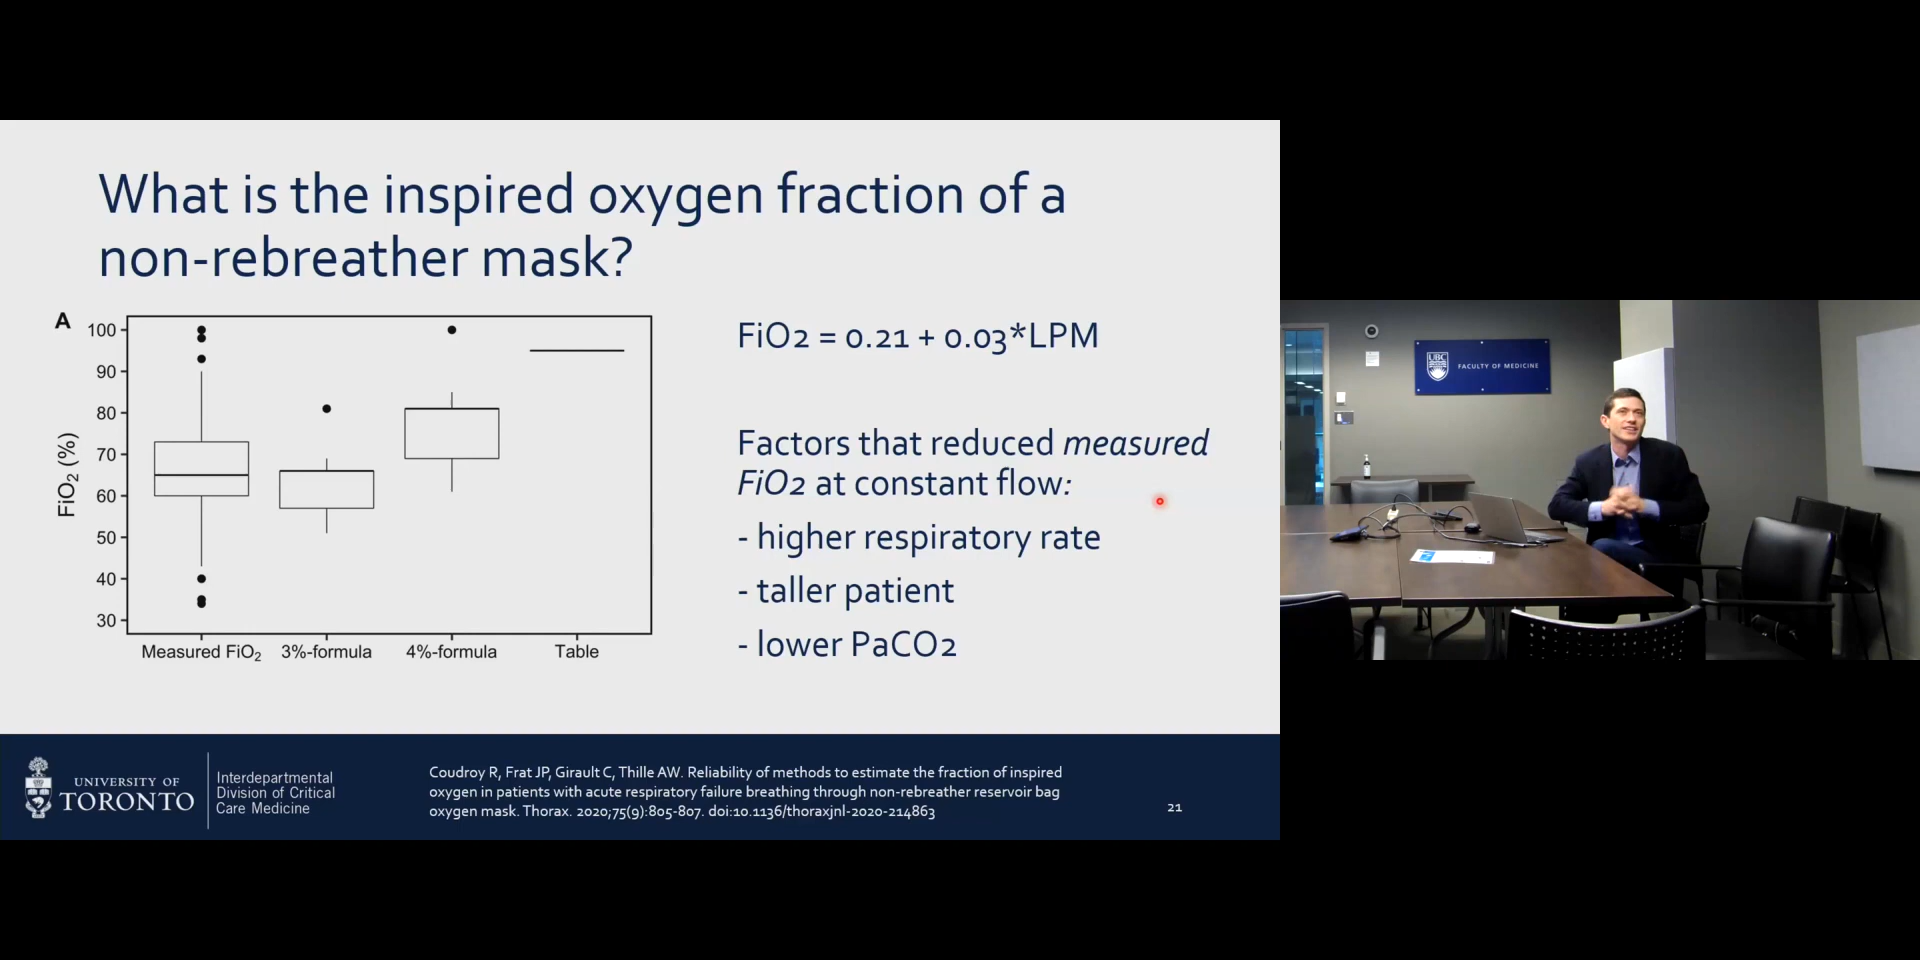 What is the inspired oxygen fraction of a
non-rebreather mask?
A
FiO2 (%)
100
90
80
70
60
50
40
30
Measured FiO2
3%-formula
4%-formula
Table
FiO2 = 0.21 + 0.03*LPM
Factors that reduced measured
FiO2 at constant flow:
- higher respiratory rate
- taller patient
- lower PaCO2
UNIVERSITY OF
TORONTO
Interdepartmental
Division of Critical
Care Medicine
Coudroy R, Frat JP, Girault C, Thille AW. Reliability of methods to estimate the fraction of inspired
oxygen in patients with acute respiratory failure breathing through non-rebreather reservoir bag
oxygen mask. Thorax. 2020;75(9):805-807. doi:10.1136/thoraxjnl-2020-214863
21
UBC
FACULTY OF MEDICINE